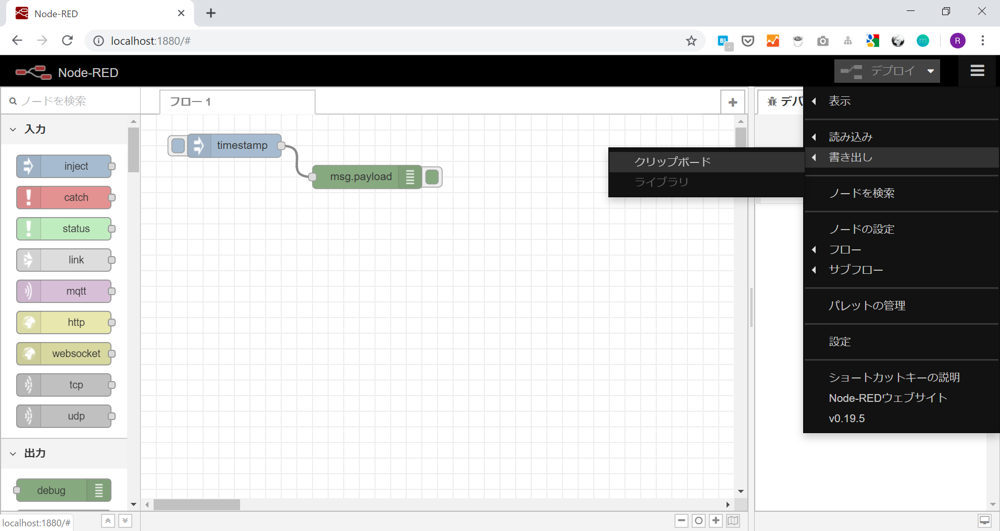 Node-RED
localhost:1880/#
R
Node-RED
デプロイ
ノードを検索
フロー 1
デバ
入力
inject
catch
status
link
mqtt
http
websocket
tcp
udp
出力
debug
timestamp
msg.payload
クリップボード
ライブラリ
表示
読み込み
書き出し
ノードを検索
ノードの設定
フロー
サブフロー
パレットの管理
設定
ショートカットキーの説明
Node-REDウェブサイト
v0.19.5
localhost:1880/#